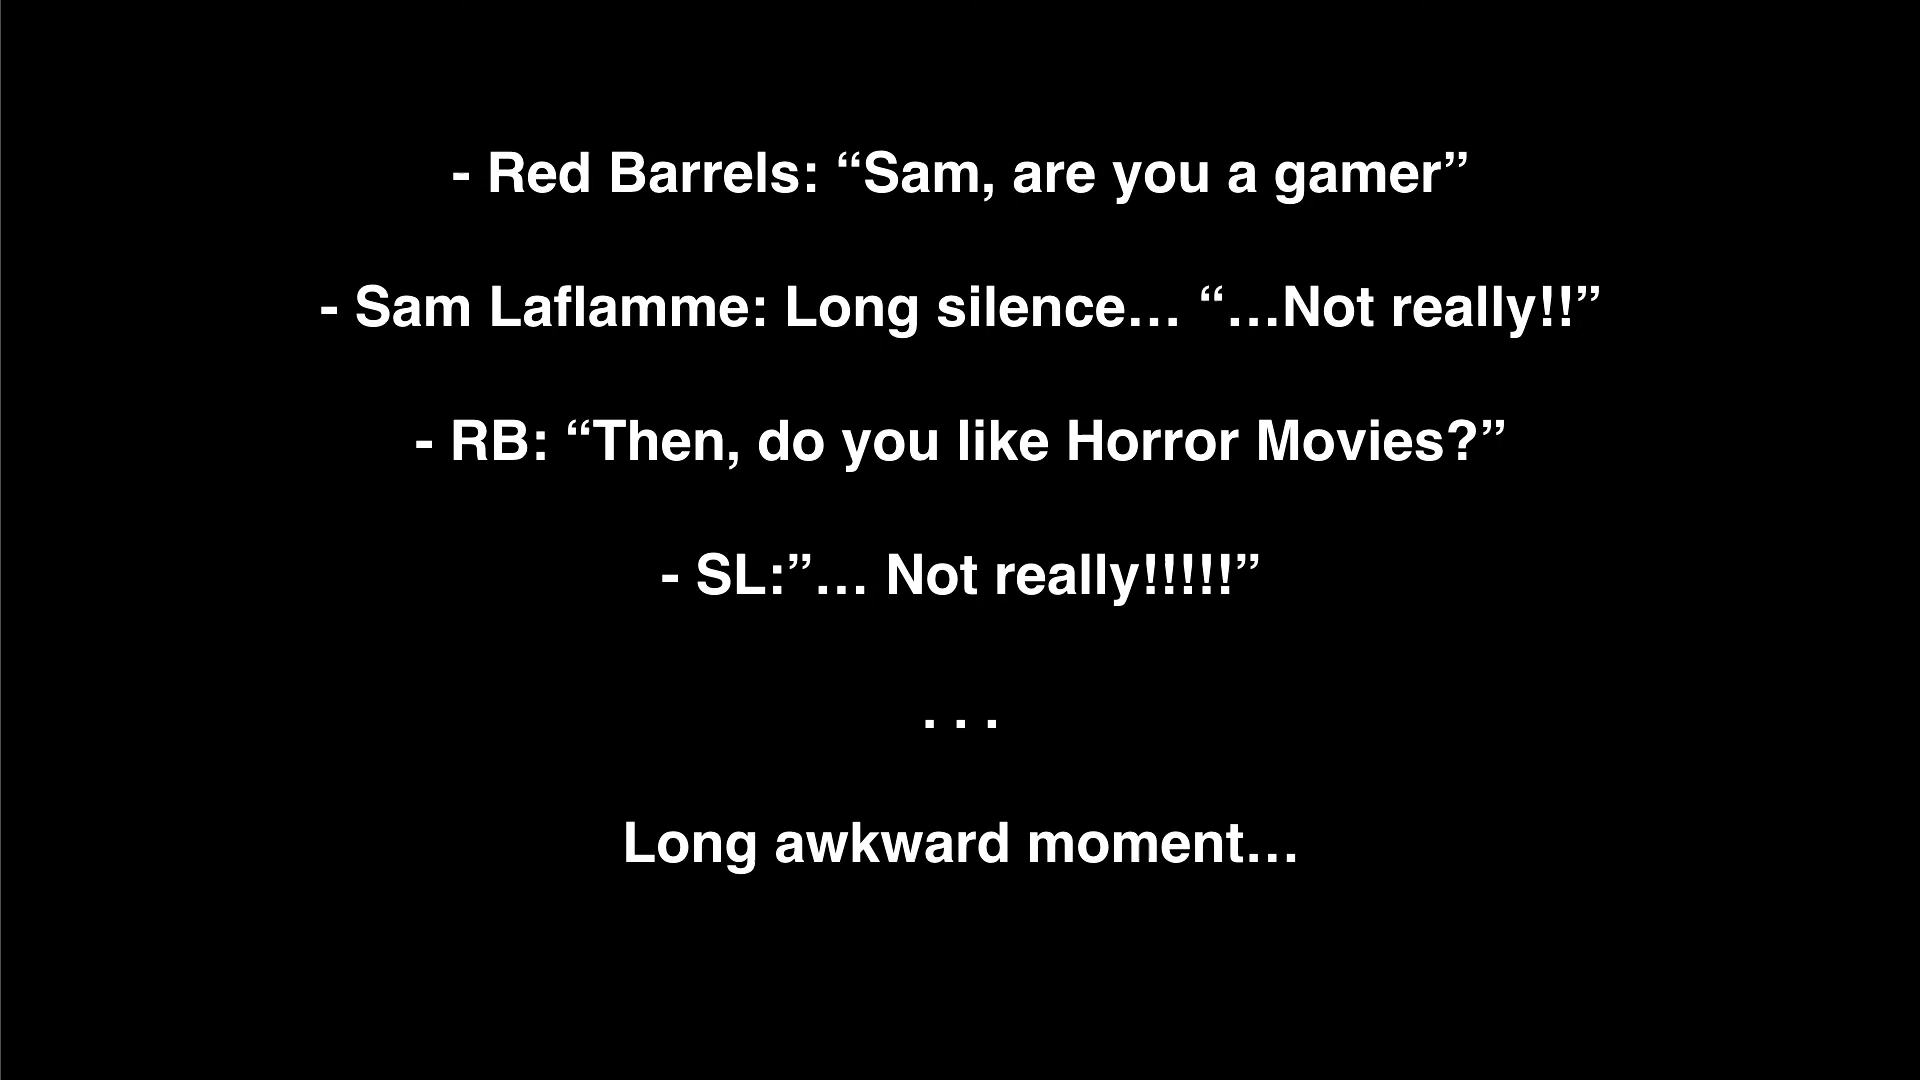 - Red Barrels: “Sam, are you a gamer”
- Sam Laflamme: Long silence… “…Not really!!”
- RB: “Then, do you like Horror Movies?”
- SL:”… Not really!!!!!”
. . .
Long awkward moment…